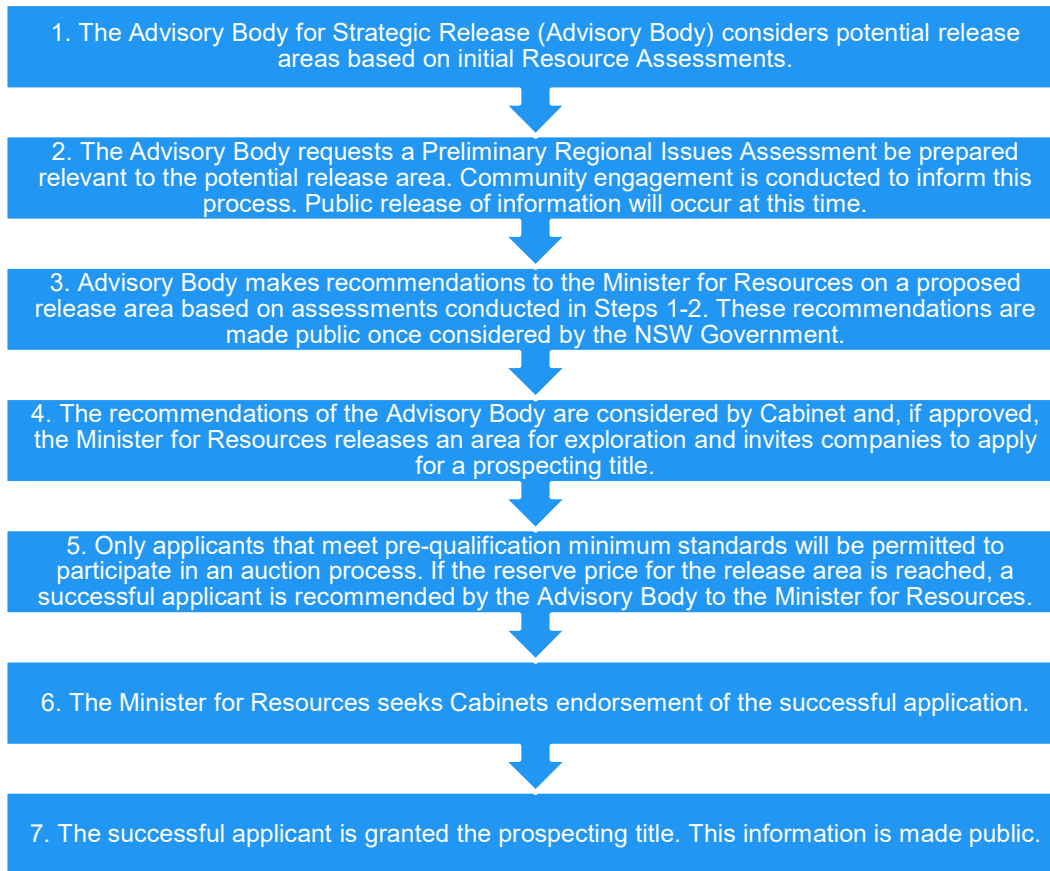 1. The Advisory Body for Strategic Release (Advisory Body) considers potential release
areas based on initial Resource Assessments.
2. The Advisory Body requests a Preliminary Regional Issues Assessment be prepared
relevant to the potential release area. Community engagement is conducted to inform this
process. Public release of information will occur at this time.
3. Advisory Body makes recommendations to the Minister for Resources on a proposed
release area based on assessments conducted in Steps 1-2. These recommendations are
made public once considered by the NSW Government.
4. The recommendations of the Advisory Body are considered by Cabinet and, if approved,
the Minister for Resources releases an area for exploration and invites companies to apply
for a prospecting title.
5. Only applicants that meet pre-qualification minimum standards will be permitted to
participate in an auction process. If the reserve price for the release area is reached, a
successful applicant is recommended by the Advisory Body to the Minister for Resources.
6. The Minister for Resources seeks Cabinets endorsement of the successful application.
7. The successful applicant is granted the prospecting title. This information is made public.